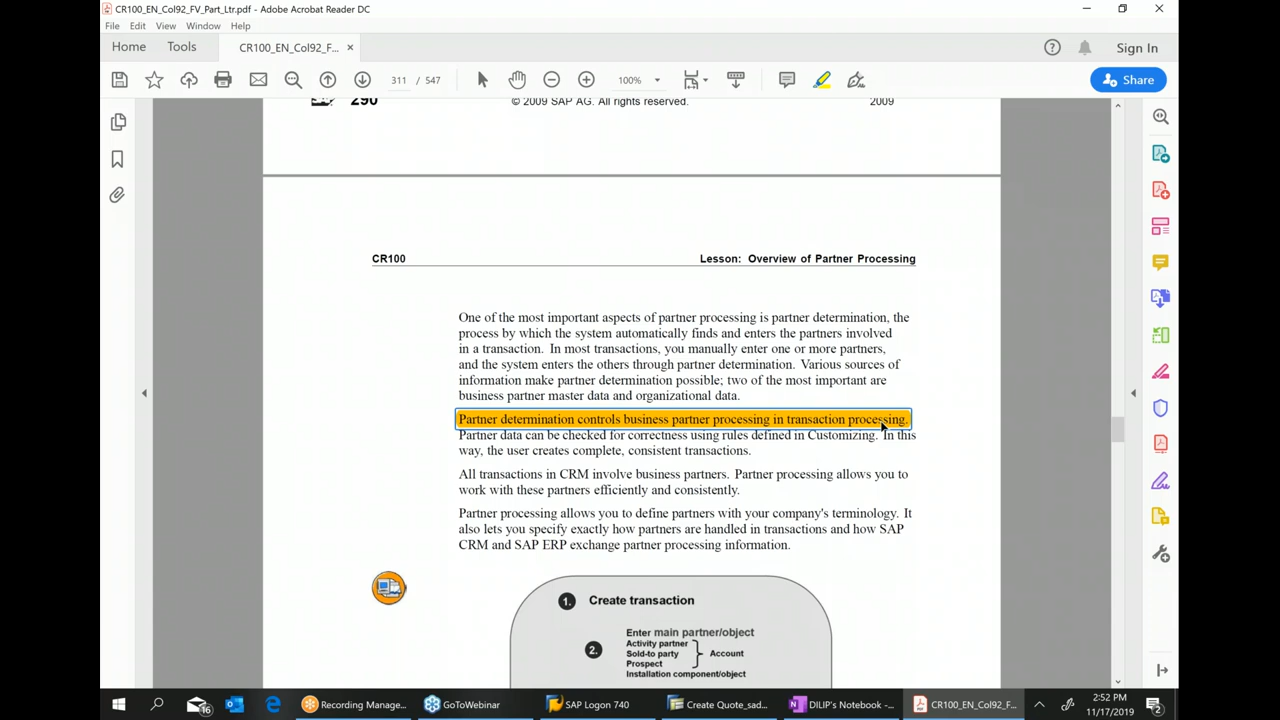 CR100_EN_Col92_FV_Part_Ltr.pdf - Adobe Acrobat Reader DC
File Edit View Window Help
Home Tools CR100_EN_Col92_F... × Sign In
311 / 547 100% Share
290 © 2009 SAP AG. All rights reserved. 2009
CR100 Lesson: Overview of Partner Processing
One of the most important aspects of partner processing is partner determination, the
process by which the system automatically finds and enters the partners involved
in a transaction. In most transactions, you manually enter one or more partners,
and the system enters the others through partner determination. Various sources of
information make partner determination possible; two of the most important are
business partner master data and organizational data.
Partner determination controls business partner processing in transaction processing.
Partner data can be checked for correctness using rules defined in Customizing. In this
way, the user creates complete, consistent transactions.
All transactions in CRM involve business partners. Partner processing allows you to
work with these partners efficiently and consistently.
Partner processing allows you to define partners with your company's terminology. It
also lets you specify exactly how partners are handled in transactions and how SAP
CRM and SAP ERP exchange partner processing information.
1. Create transaction
Enter main partner/object
2. Activity partner
Sold-to party Account
Prospect
Installation component/object
16 Recording Manage... GoToWebinar SAP Logon 740 Create Quote_sad... DILIP's Notebook -... CR100_EN_Col92_F... 2:52 PM
11/17/2019 2